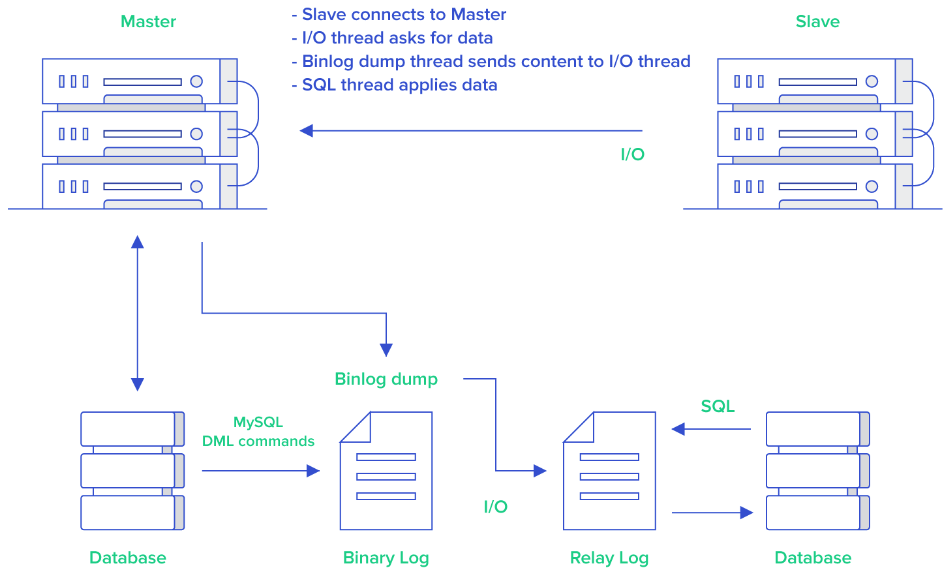 Master
- Slave connects to Master
- I/O thread asks for data
- Binlog dump thread sends content to I/O thread
- SQL thread applies data
Slave
I/O
Binlog dump
MySQL
DML commands
SQL
I/O
Database
Binary Log
Relay Log
Database